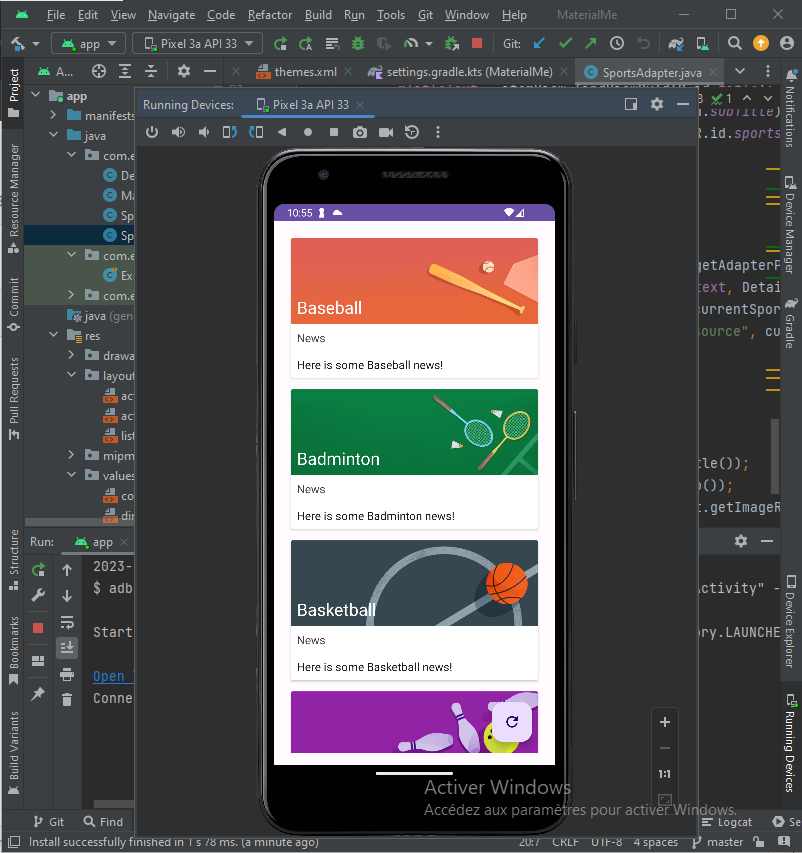 File Edit View Navigate Code Refactor Build Run Tools Git Window Help MaterialMe
app Pixel 3a API 33 Git:
Project
Resource Manager
Commit
Pull Requests
Structure
Bookmarks
Build Variants
A...
themes.xml settings.gradle.kts (MaterialMe) SportsAdapter.java
app
manifests
java
com.e
De
Ma
Sp
Sp
com.e
Ex
com.e
java (gen
res
drawa
layout
ac
ac
list
mipm
values
co
din
Running Devices: Pixel 3a API 33
10:55
Baseball
News
Here is some Baseball news!
Badminton
News
Here is some Badminton news!
Basketball
News
Here is some Basketball news!
1:1
8 1
.subTitle)
R.id.sports
getAdapterP
text, Detai
currentSpor
source", cu
tle());
o());
t.getImageR
Notifications
Device Manager
Gradle
Device Explorer
Running Devices
Run: app
2023-
$ adb
Activity" -
Start
ory.LAUNCHE
Open
Conne
Activer Windows
Accédez aux paramètres pour activer Windows.
Git Find Logcat Se
Install successfully finished in 1 s 78 ms. (a minute ago) 20:7 CRLF UTF-8 4 spaces master